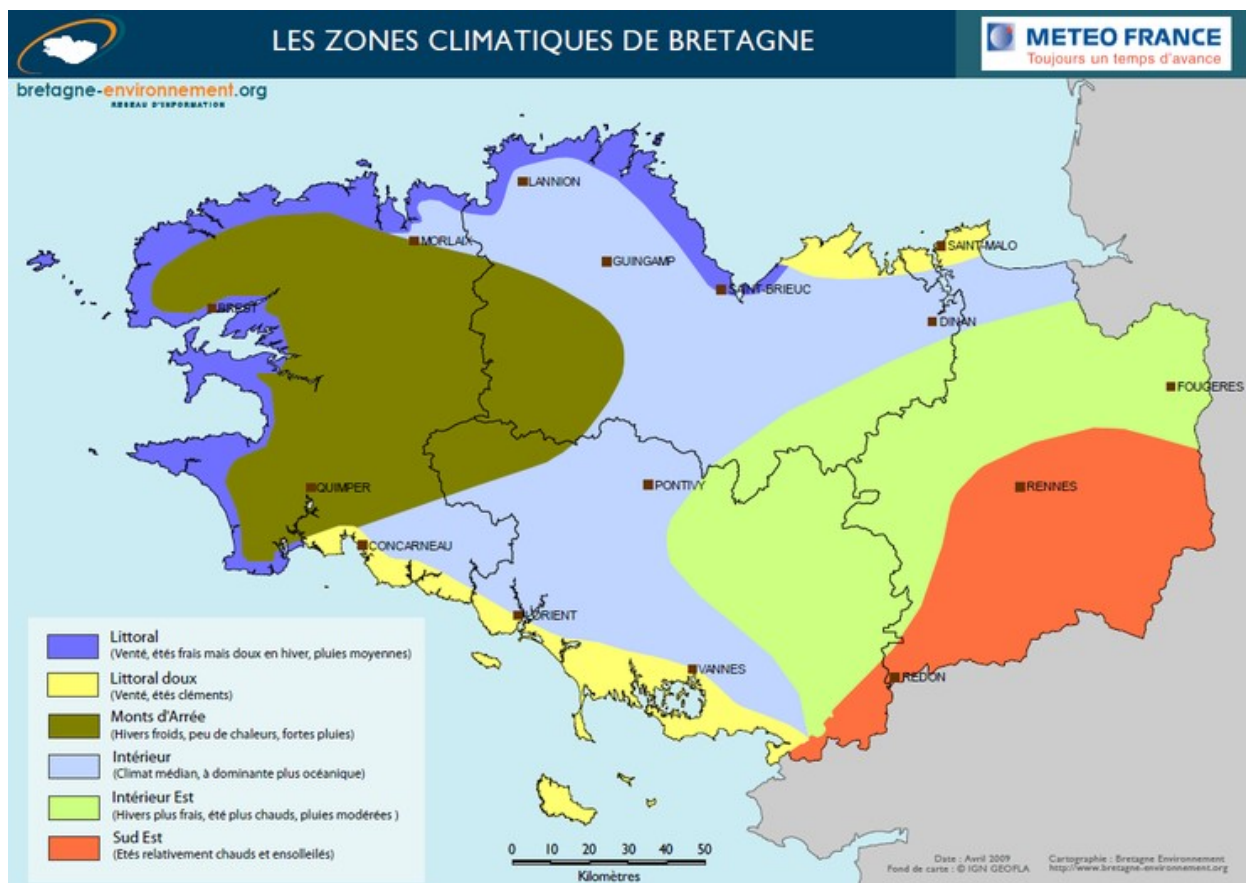 LES ZONES CLIMATIQUES DE BRETAGNE
METEO FRANCE
Toujours un temps d'avance
bretagne-environnement.org
RESEAU D'INFORMATION
LANNION
MORLAIX
GUINGAMP
SAINT-MALO
BREST
SAINT-BRIEUC
DINAN
FOUGERES
QUIMPER
PONTIVY
RENNES
CONCARNEAU
LORIENT
VANNES
REDON
Littoral
(Venté, étés frais mais doux en hiver, pluies moyennes)
Littoral doux
(Venté, étés cléments)
Monts d'Arrée
(Hivers froids, peu de chaleurs, fortes pluies)
Intérieur
(Climat médian, à dominante plus océanique)
Intérieur Est
(Hivers plus frais, été plus chauds, pluies modérées )
Sud Est
(Etés relativement chauds et ensolleilés)
0 10 20 30 40 50
Kilomètres
Date : Avril 2009
Fond de carte : © IGN GEOFLA
Cartographie : Bretagne Environnement
http://www.bretagne-environnement.org